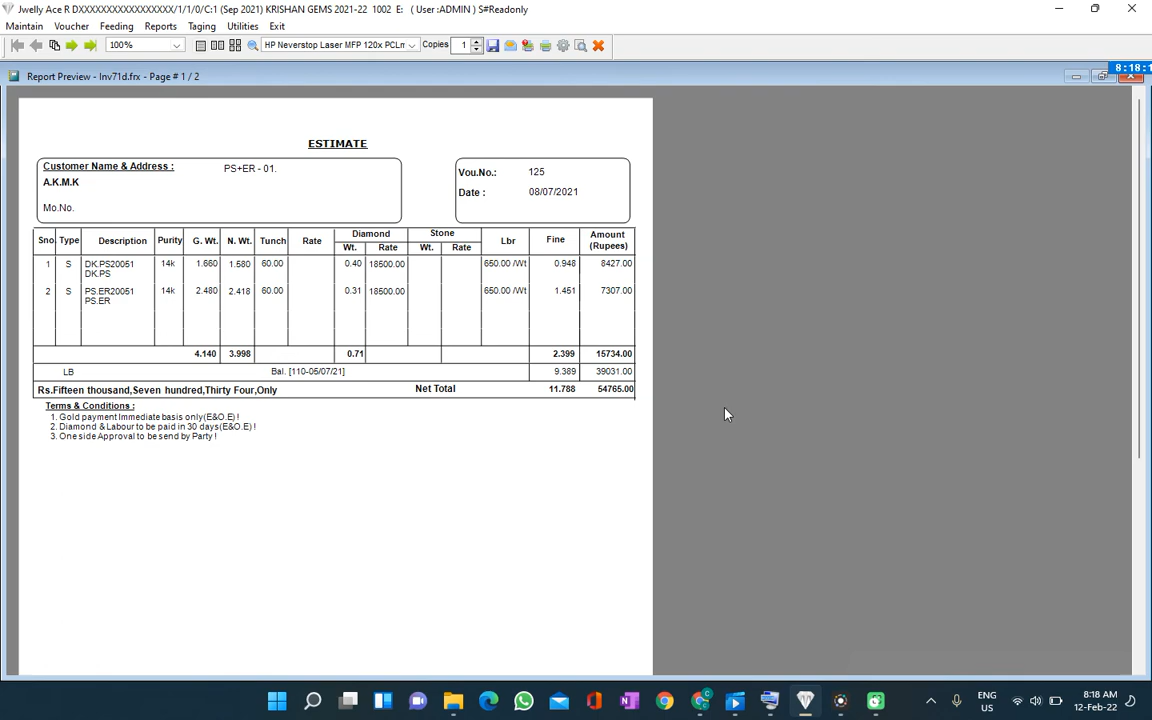 Jwelly Ace R DXXXXXXXXXXXXXXXXX/1/1/0/C:1 (Sep 2021) KRISHAN GEMS 2021-22 1002 E: ( User :ADMIN ) S#Readonly
Maintain Voucher Feeding Reports Taging Utilities Exit
100% HP Neverstop Laser MFP 120x PCLm Copies 1
8:18:1
Report Preview - Inv71d.frx - Page # 1 / 2
ESTIMATE
Customer Name & Address : PS+ER - 01.
A.K.M.K
Mo.No.
Vou.No.: 125
Date : 08/07/2021
Sno. Type Description Purity G. Wt. N. Wt. Tunch Rate Diamond Stone Lbr Fine Amount (Rupees)
Wt. Rate Wt. Rate
1 S DK.PS20051 14k 1.660 1.580 60.00 0.40 18500.00 650.00 /Wt 0.948 8427.00
DK.PS
2 S PS.ER20051 14k 2.480 2.418 60.00 0.31 18500.00 650.00 /Wt 1.451 7307.00
PS.ER
4.140 3.998 0.71 2.399 15734.00
LB Bal. [110-05/07/21] 9.389 39031.00
Rs.Fifteen thousand,Seven hundred,Thirty Four,Only Net Total 11.788 54765.00
Terms & Conditions :
1. Gold payment Immediate basis only(E&O.E) !
2. Diamond & Labour to be paid in 30 days(E&O.E) !
3. One side Approval to be send by Party !
ENG
US
8:18 AM
12-Feb-22